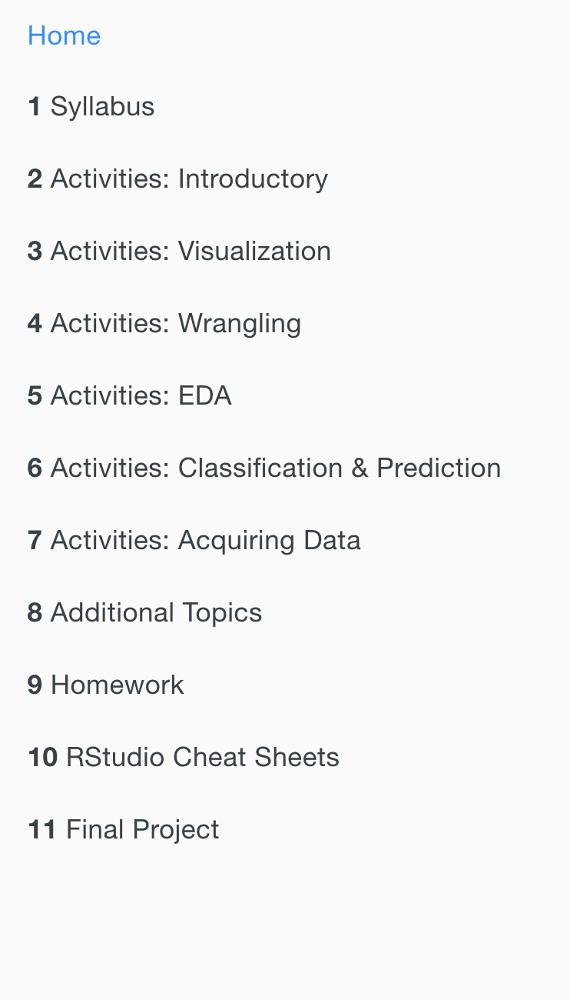 Home
1 Syllabus
2 Activities: Introductory
3 Activities: Visualization
4 Activities: Wrangling
5 Activities: EDA
6 Activities: Classification & Prediction
7 Activities: Acquiring Data
8 Additional Topics
9 Homework
10 RStudio Cheat Sheets
11 Final Project